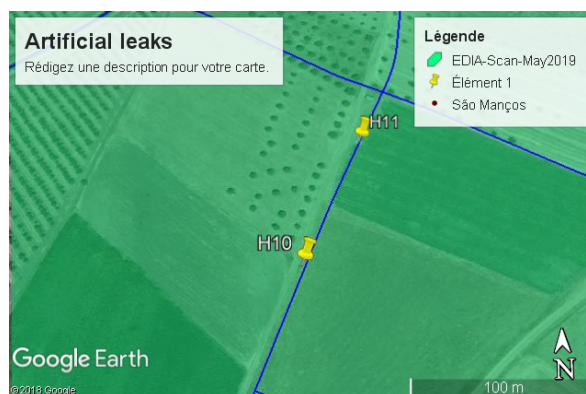 Artificial leaks
Rédigez une description pour votre carte.
Légende
EDIA-Scan-May2019
Élément 1
São Manços
H11
H10
Google Earth
©2018 Google
100 m
N